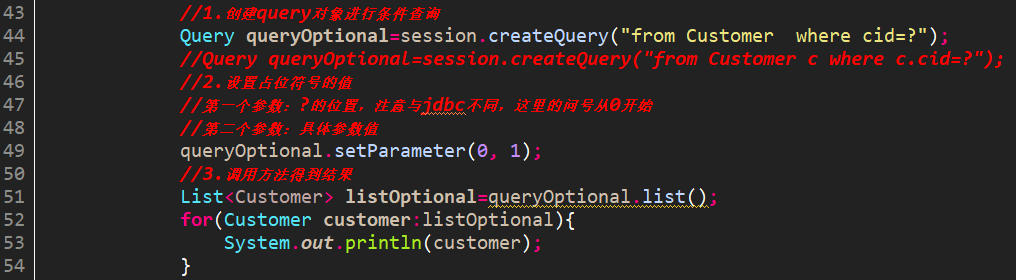 43 //1.创建query对象进行条件查询
44 Query queryOptional=session.createQuery("from Customer  where cid=?");
45 //Query queryOptional=session.createQuery("from Customer c where c.cid=?");
46 //2.设置占位符号的值
47 //第一个参数：?的位置，注意与jdbc不同，这里的问号从0开始
48 //第二个参数：具体参数值
49 queryOptional.setParameter(0, 1);
50 //3.调用方法得到结果
51 List<Customer> listOptional=queryOptional.list();
52 for(Customer customer:listOptional){
53     System.out.println(customer);
54 }